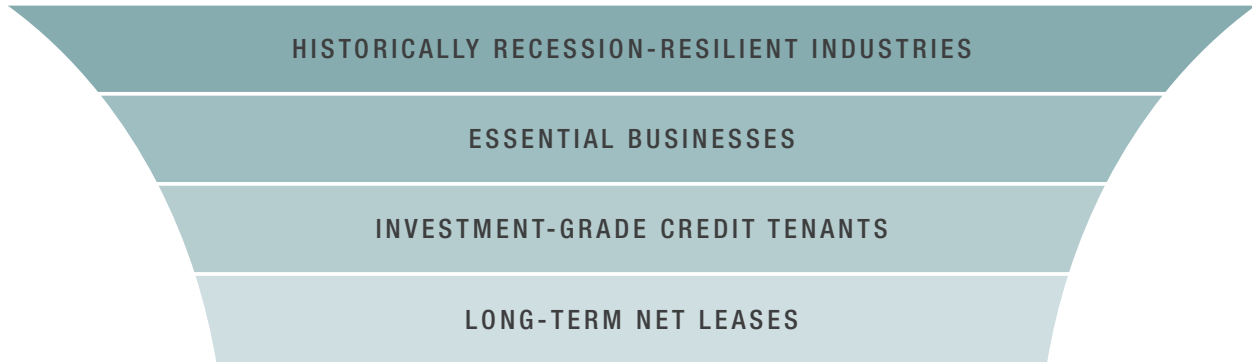 HISTORICALLY RECESSION-RESILIENT INDUSTRIES
ESSENTIAL BUSINESSES
INVESTMENT-GRADE CREDIT TENANTS
LONG-TERM NET LEASES